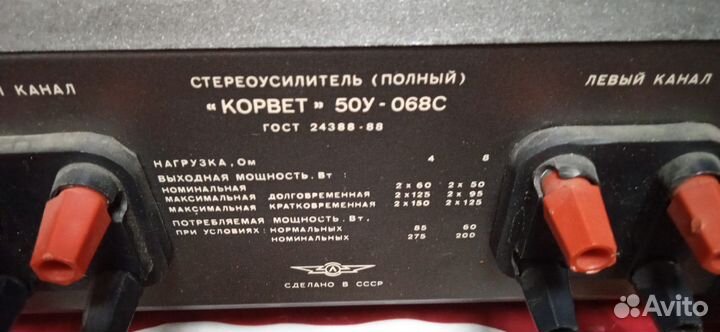 КАНАЛ
СТЕРЕОУСИЛИТЕЛЬ (ПОЛНЫЙ)
ЛЕВЫЙ КАНАЛ
«КОРВЕТ» 50У-068С
ГОСТ 24388-88
НАГРУЗКА, Ом 4 8
ВЫХОДНАЯ МОЩНОСТЬ, Вт :
НОМИНАЛЬНАЯ 2 х 60 2 х 50
МАКСИМАЛЬНАЯ ДОЛГОВРЕМЕННАЯ 2 х 125 2 х 95
МАКСИМАЛЬНАЯ КРАТКОВРЕМЕННАЯ 2 х 150 2 х 125
ПОТРЕБЛЯЕМАЯ МОЩНОСТЬ, Вт,
ПРИ УСЛОВИЯХ : НОРМАЛЬНЫХ 85 60
НОМИНАЛЬНЫХ 275 200
СДЕЛАНО В СССР
Avito